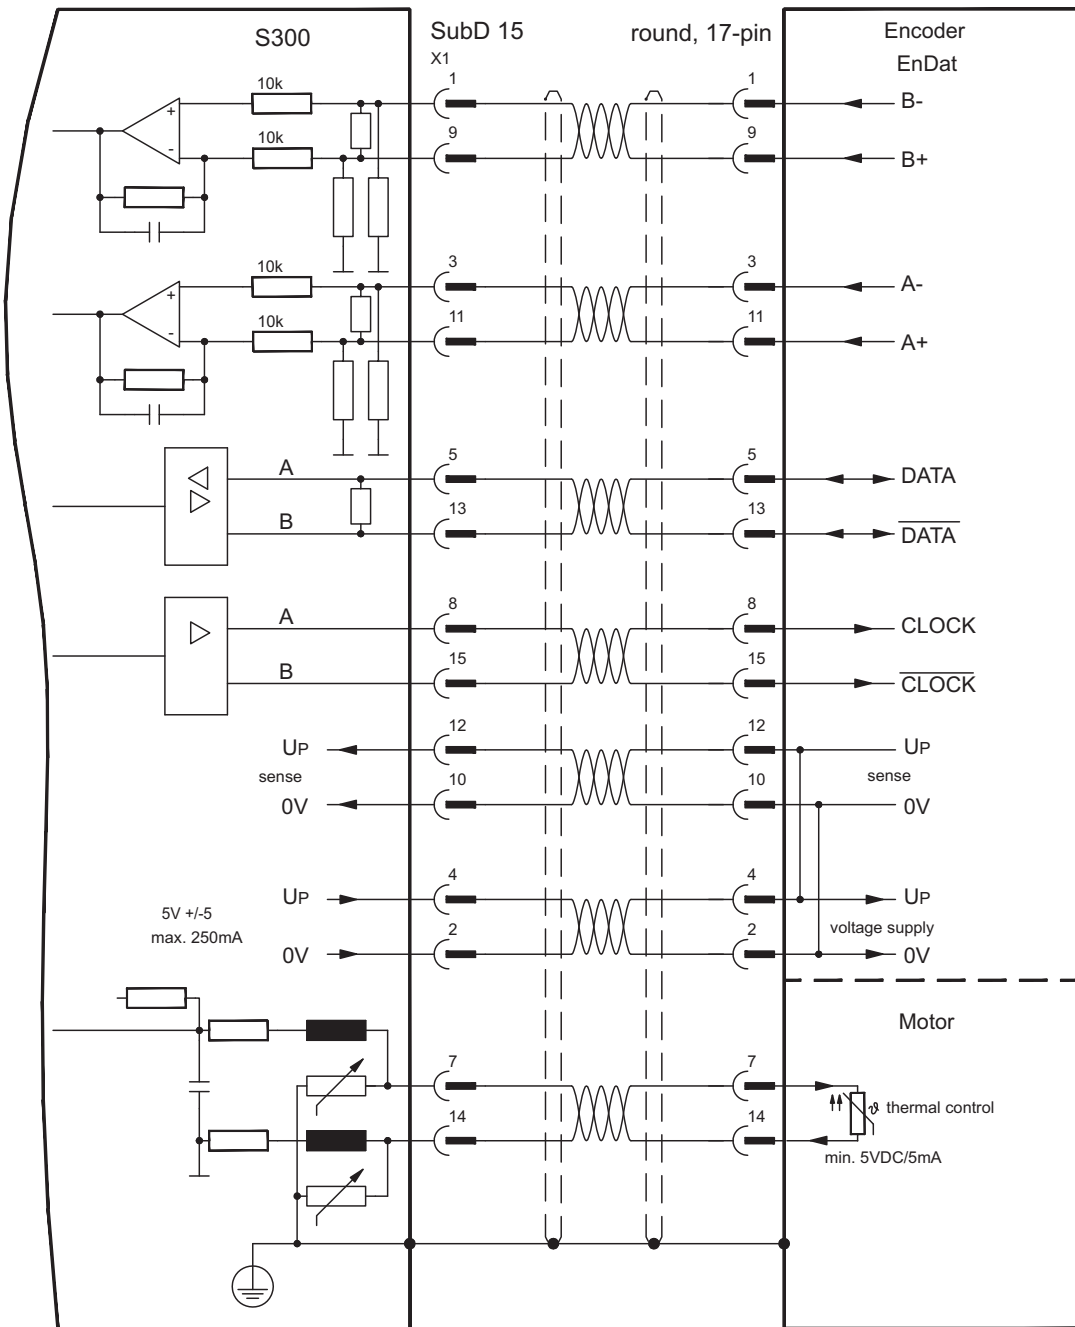 S300
SubD 15
round, 17-pin
Encoder
EnDat
X1
10k
1
1
B-
+
-
10k
9
9
B+
10k
3
3
A-
+
-
10k
11
11
A+
A
5
5
DATA
B
13
13
DATA
A
8
8
CLOCK
B
15
15
CLOCK
UP
12
12
UP
sense
sense
0V
10
10
0V
UP
4
4
UP
5V +/-5
max. 250mA
voltage supply
0V
2
2
0V
Motor
7
7
ϑ thermal control
14
14
min. 5VDC/5mA